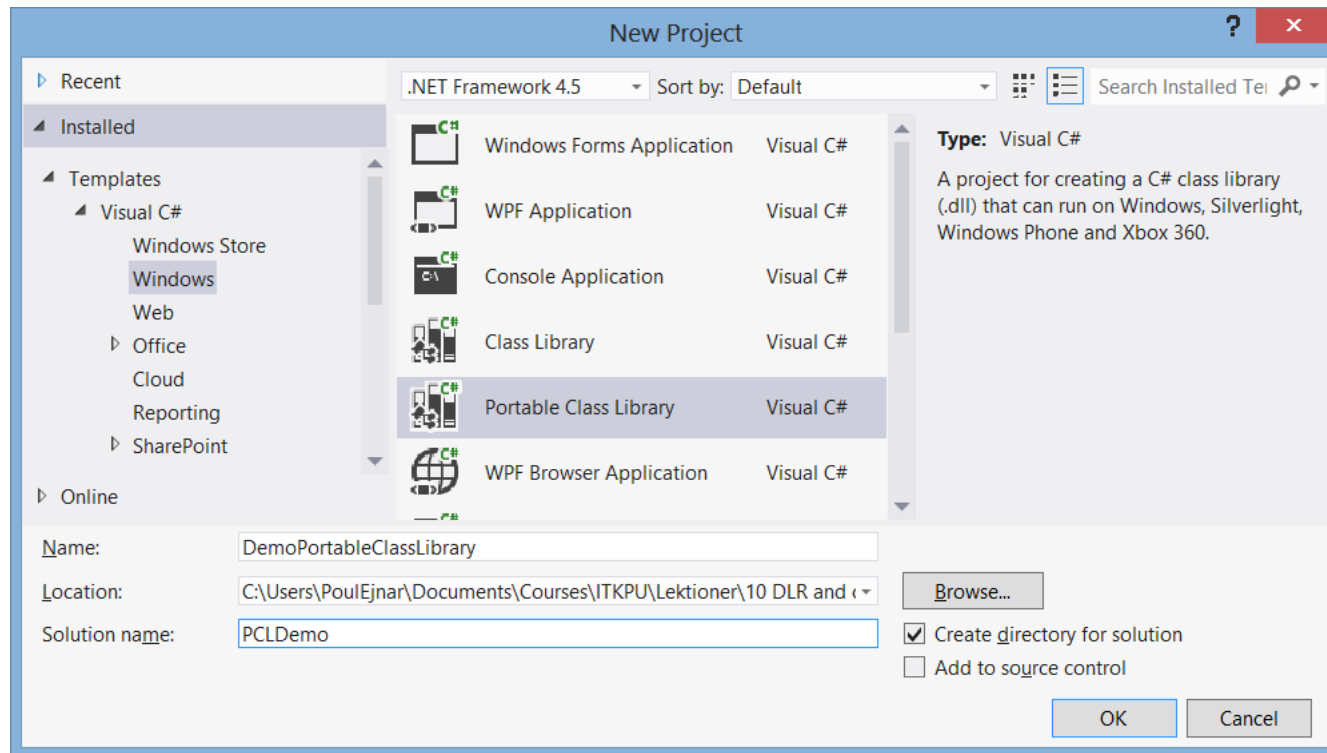 New Project
?
x
Recent
.NET Framework 4.5
Sort by: Default
Search Installed Te
Installed
Templates
Visual C#
Windows Store
Windows
Web
Office
Cloud
Reporting
SharePoint
Online
C# Windows Forms Application Visual C#
C# WPF Application Visual C#
C# C:\ Console Application Visual C#
C# Class Library Visual C#
C# Portable Class Library Visual C#
C# WPF Browser Application Visual C#
C#
Type: Visual C#
A project for creating a C# class library
(.dll) that can run on Windows, Silverlight,
Windows Phone and Xbox 360.
Name: DemoPortableClassLibrary
Location: C:\Users\PoulEjnar\Documents\Courses\ITKPU\Lektioner\10 DLR and
Browse...
Solution name: PCLDemo
Create directory for solution
Add to source control
OK
Cancel